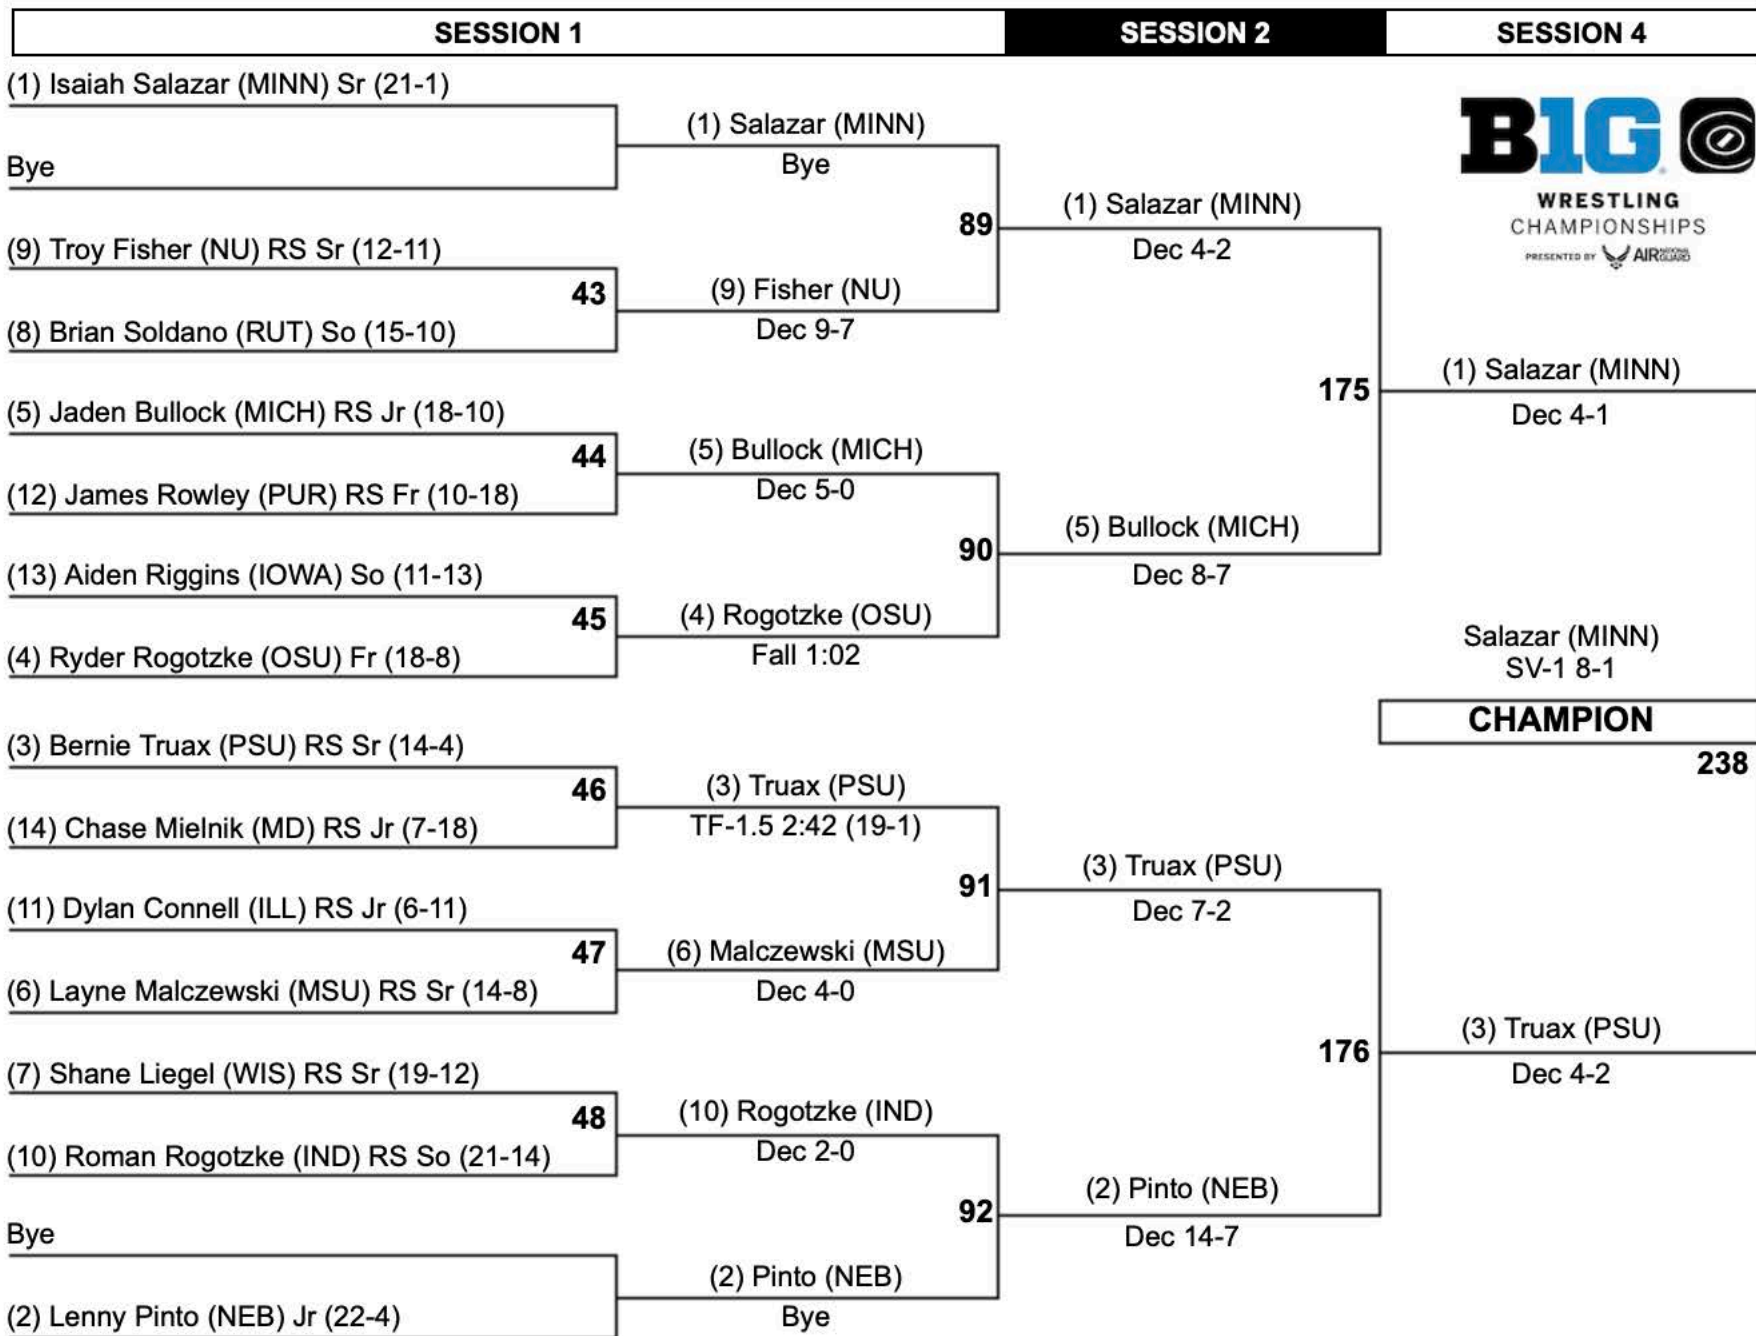 SESSION 1
SESSION 2
SESSION 4
(1) Isaiah Salazar (MINN) Sr (21-1)
Bye
(9) Troy Fisher (NU) RS Sr (12-11)
43
(8) Brian Soldano (RUT) So (15-10)
(5) Jaden Bullock (MICH) RS Jr (18-10)
44
(12) James Rowley (PUR) RS Fr (10-18)
(13) Aiden Riggins (IOWA) So (11-13)
45
(4) Ryder Rogotzke (OSU) Fr (18-8)
(3) Bernie Truax (PSU) RS Sr (14-4)
46
(14) Chase Mielnik (MD) RS Jr (7-18)
(11) Dylan Connell (ILL) RS Jr (6-11)
47
(6) Layne Malczewski (MSU) RS Sr (14-8)
(7) Shane Liegel (WIS) RS Sr (19-12)
48
(10) Roman Rogotzke (IND) RS So (21-14)
Bye
(2) Lenny Pinto (NEB) Jr (22-4)
(1) Salazar (MINN)
Bye
89
(9) Fisher (NU)
Dec 9-7
(5) Bullock (MICH)
Dec 5-0
90
(4) Rogotzke (OSU)
Fall 1:02
(3) Truax (PSU)
TF-1.5 2:42 (19-1)
91
(6) Malczewski (MSU)
Dec 4-0
(10) Rogotzke (IND)
Dec 2-0
92
(2) Pinto (NEB)
Bye
(1) Salazar (MINN)
Dec 4-2
175
(5) Bullock (MICH)
Dec 8-7
(3) Truax (PSU)
Dec 7-2
176
(2) Pinto (NEB)
Dec 14-7
B1G
WRESTLING
CHAMPIONSHIPS
PRESENTED BY AIR NATIONAL GUARD
(1) Salazar (MINN)
Dec 4-1
Salazar (MINN)
SV-1 8-1
CHAMPION
238
(3) Truax (PSU)
Dec 4-2